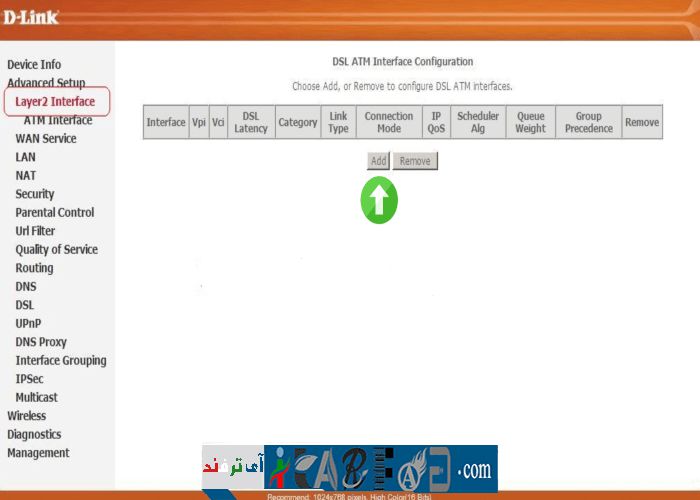 D-Link
Device Info
Advanced Setup
Layer2 Interface
ATM Interface
WAN Service
LAN
NAT
Security
Parental Control
Url Filter
Quality of Service
Routing
DNS
DSL
UPnP
DNS Proxy
Interface Grouping
IPSec
Multicast
Wireless
Diagnostics
Management
DSL ATM Interface Configuration
Choose Add, or Remove to configure DSL ATM interfaces.
Interface Vpi Vci DSL Latency Category Link Type Connection Mode IP QoS Scheduler Alg Queue Weight Group Precedence Remove
Add Remove
آی ترفند
.com
Recommend: 1024x768 pixels, High Color(16 Bits)